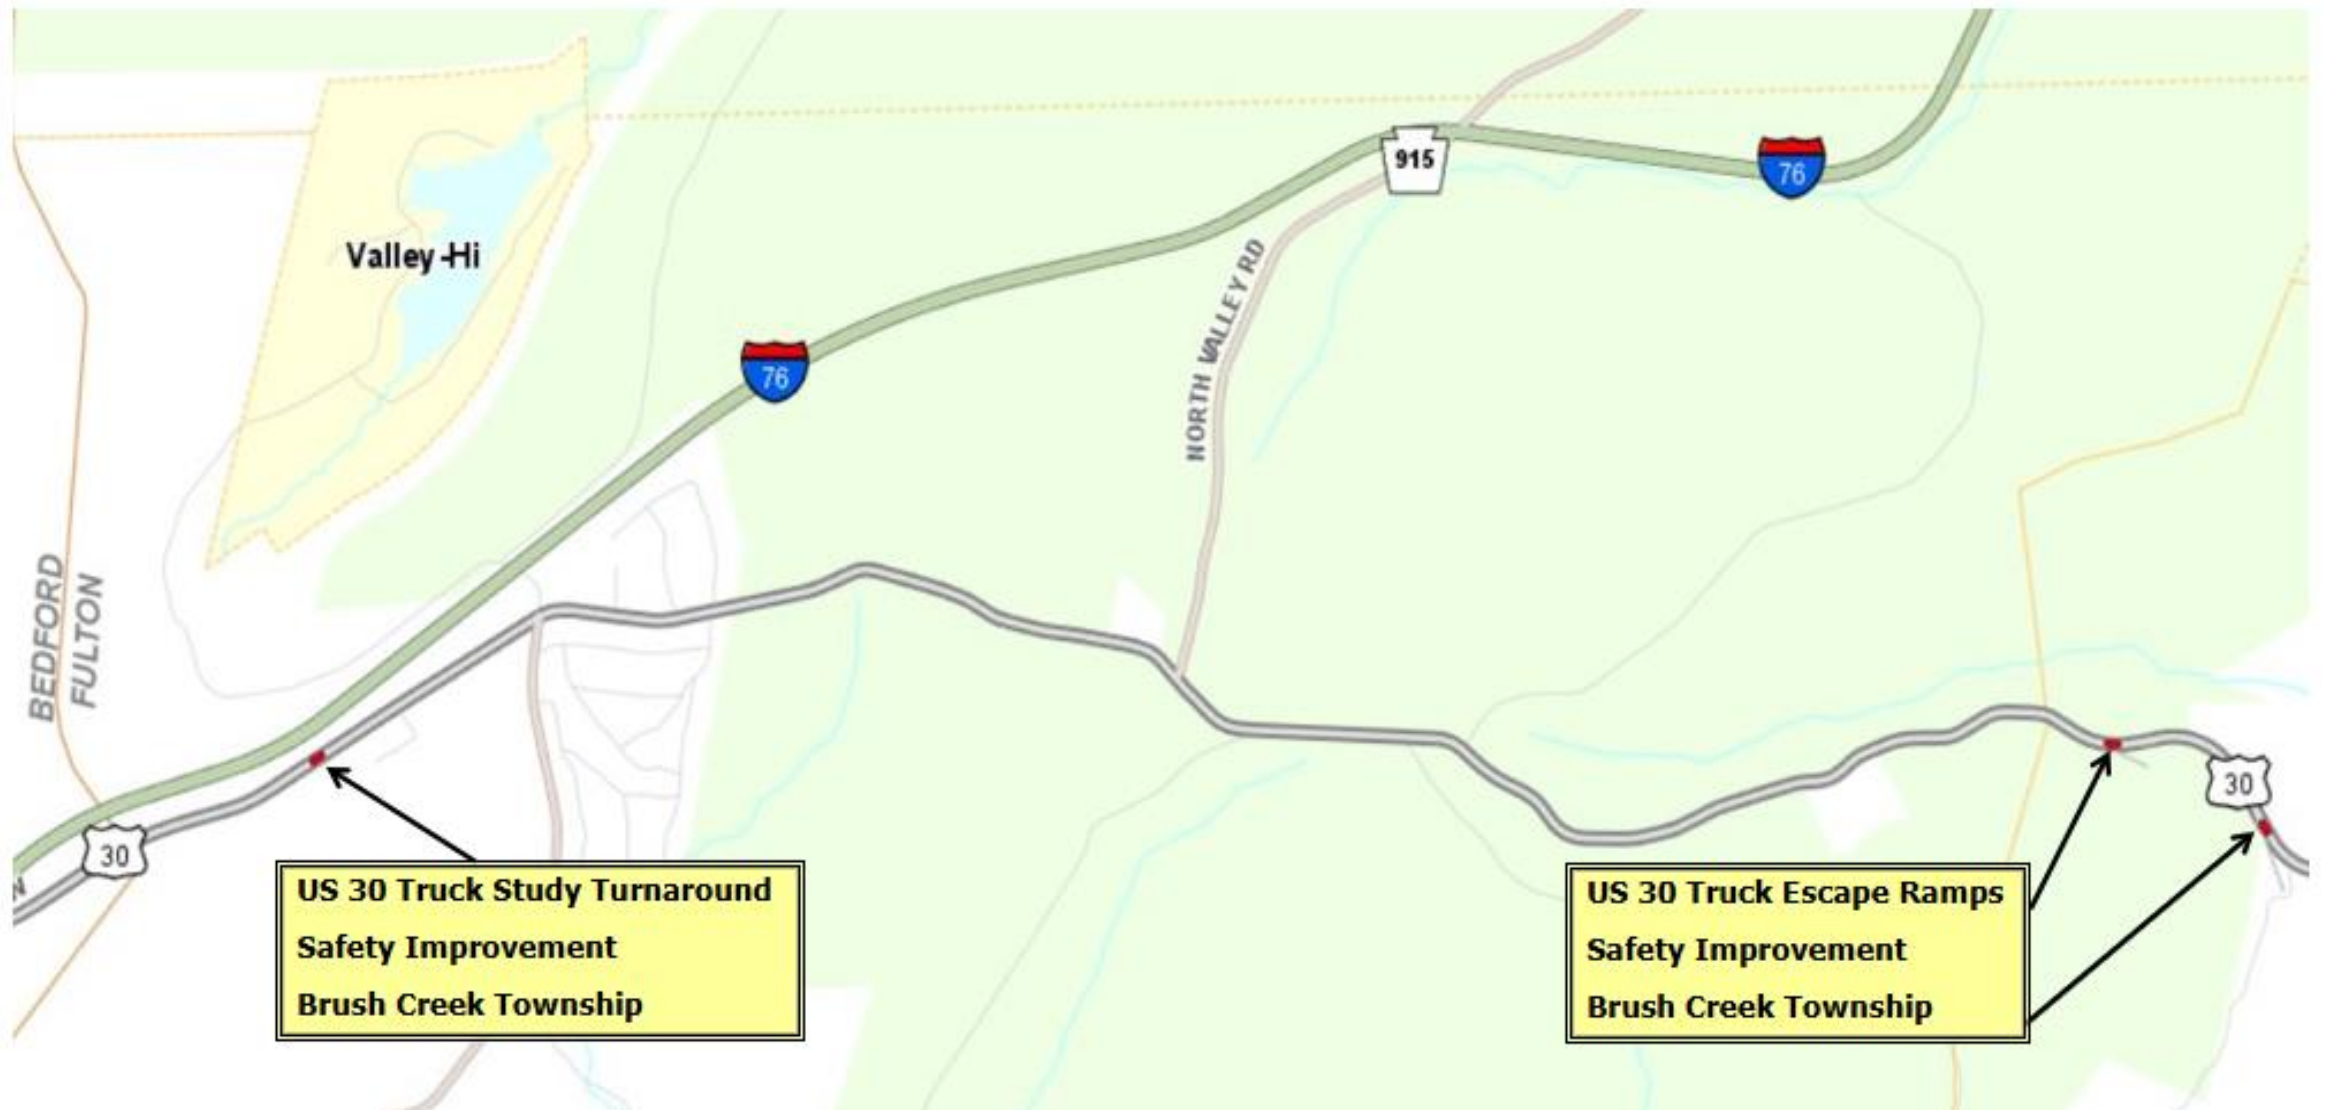 915
76
Valley-Hi
NORTH VALLEY RD
76
BEDFORD
FULTON
30
30
US 30 Truck Study Turnaround
Safety Improvement
Brush Creek Township
US 30 Truck Escape Ramps
Safety Improvement
Brush Creek Township